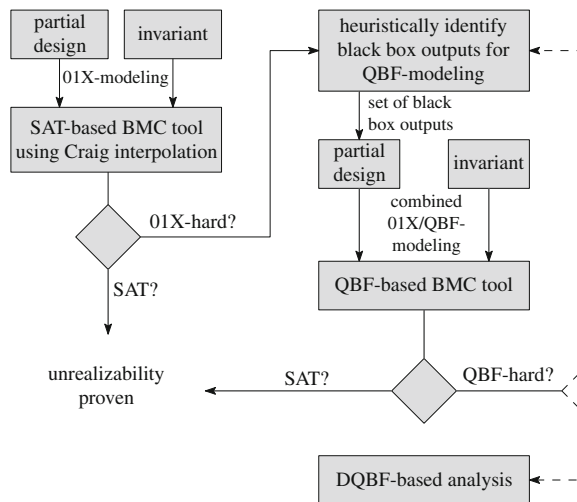 partial
design
invariant
01X-modeling
SAT-based BMC tool
using Craig interpolation
01X-hard?
SAT?
unrealizability
proven
heuristically identify
black box outputs for
QBF-modeling
set of black
box outputs
partial
design
invariant
combined
01X/QBF-
modeling
QBF-based BMC tool
SAT?
QBF-hard?
DQBF-based analysis